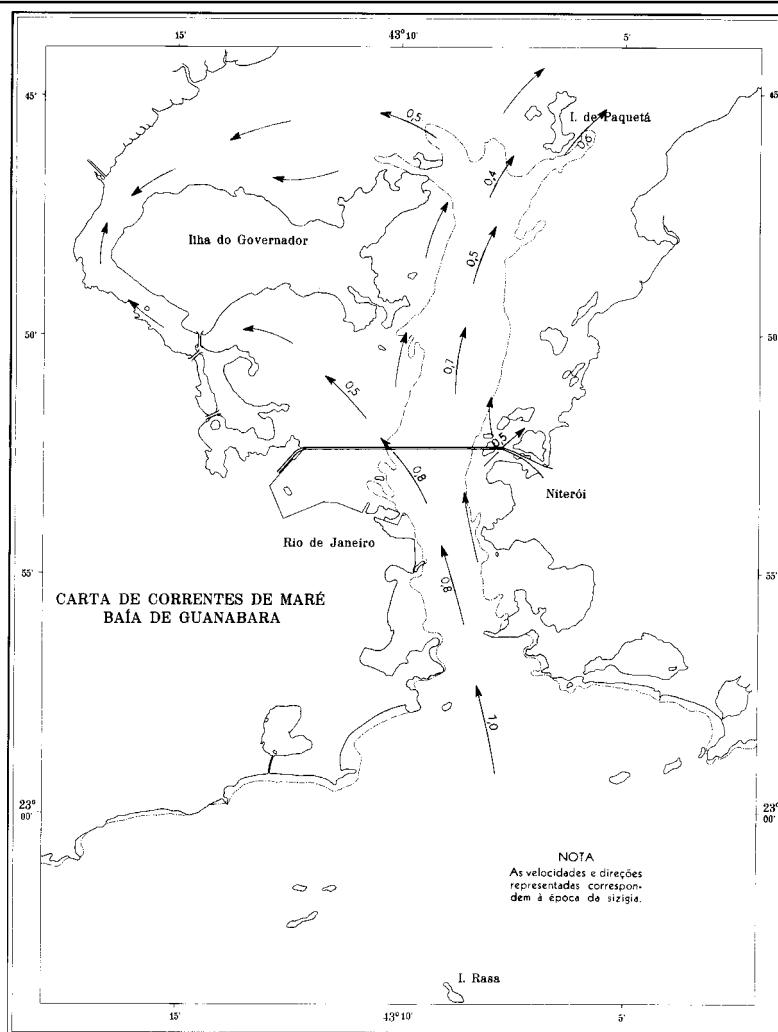 15'
43°10'
5'
45'
45'
0,5
I. de Paquetá
0,6
0,4
Ilha do Governador
0,5
50'
50'
0,7
0,5
0,5
0,8
Niterói
Rio de Janeiro
55'
55'
0,8
CARTA DE CORRENTES DE MARÉ
BAÍA DE GUANABARA
1,0
23°
00'
23°
00'
NOTA
As velocidades e direções
representadas correspon-
dem à época da sizígia.
I. Rasa
15'
43°10'
5'